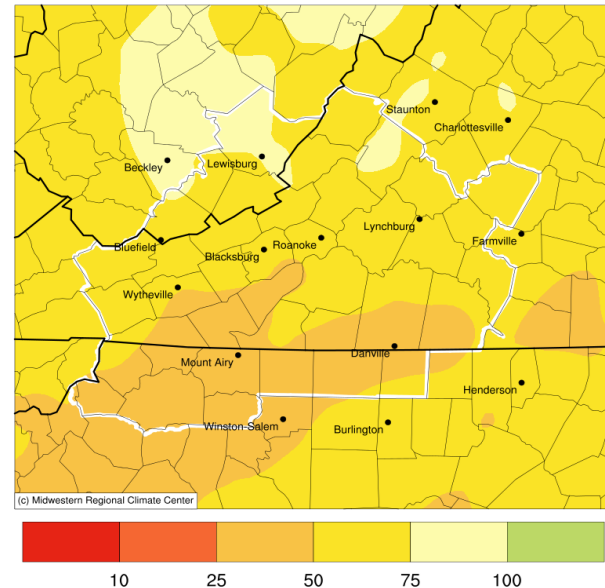 Staunton
Charlottesville
Beckley
Lewisburg
Lynchburg
Bluefield
Roanoke
Farmville
Blacksburg
Wytheville
Mount Airy
Danville
Henderson
Winston-Salem
Burlington
(c) Midwestern Regional Climate Center
10 25 50 75 100